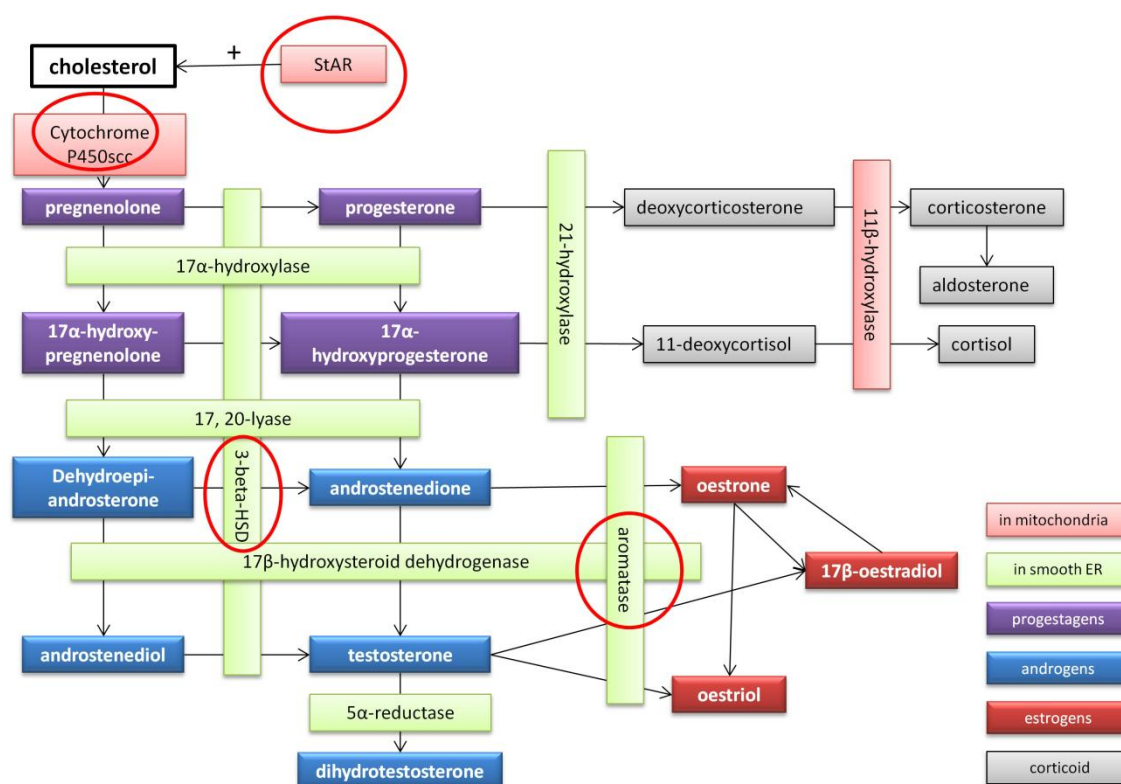 +
cholesterol
StAR
Cytochrome
P450scc
pregnenolone
progesterone
deoxycorticosterone
corticosterone
21-hydroxylase
11β-hydroxylase
17α-hydroxylase
aldosterone
17α-hydroxy-
pregnenolone
17α-
hydroxyprogesterone
11-deoxycortisol
cortisol
17, 20-lyase
3-beta-HSD
Dehydroepi-
androsterone
androstenedione
oestrone
aromatase
17β-hydroxysteroid dehydrogenase
17β-oestradiol
androstenediol
testosterone
oestriol
5α-reductase
dihydrotestosterone
in mitochondria
in smooth ER
progestagens
androgens
estrogens
corticoid